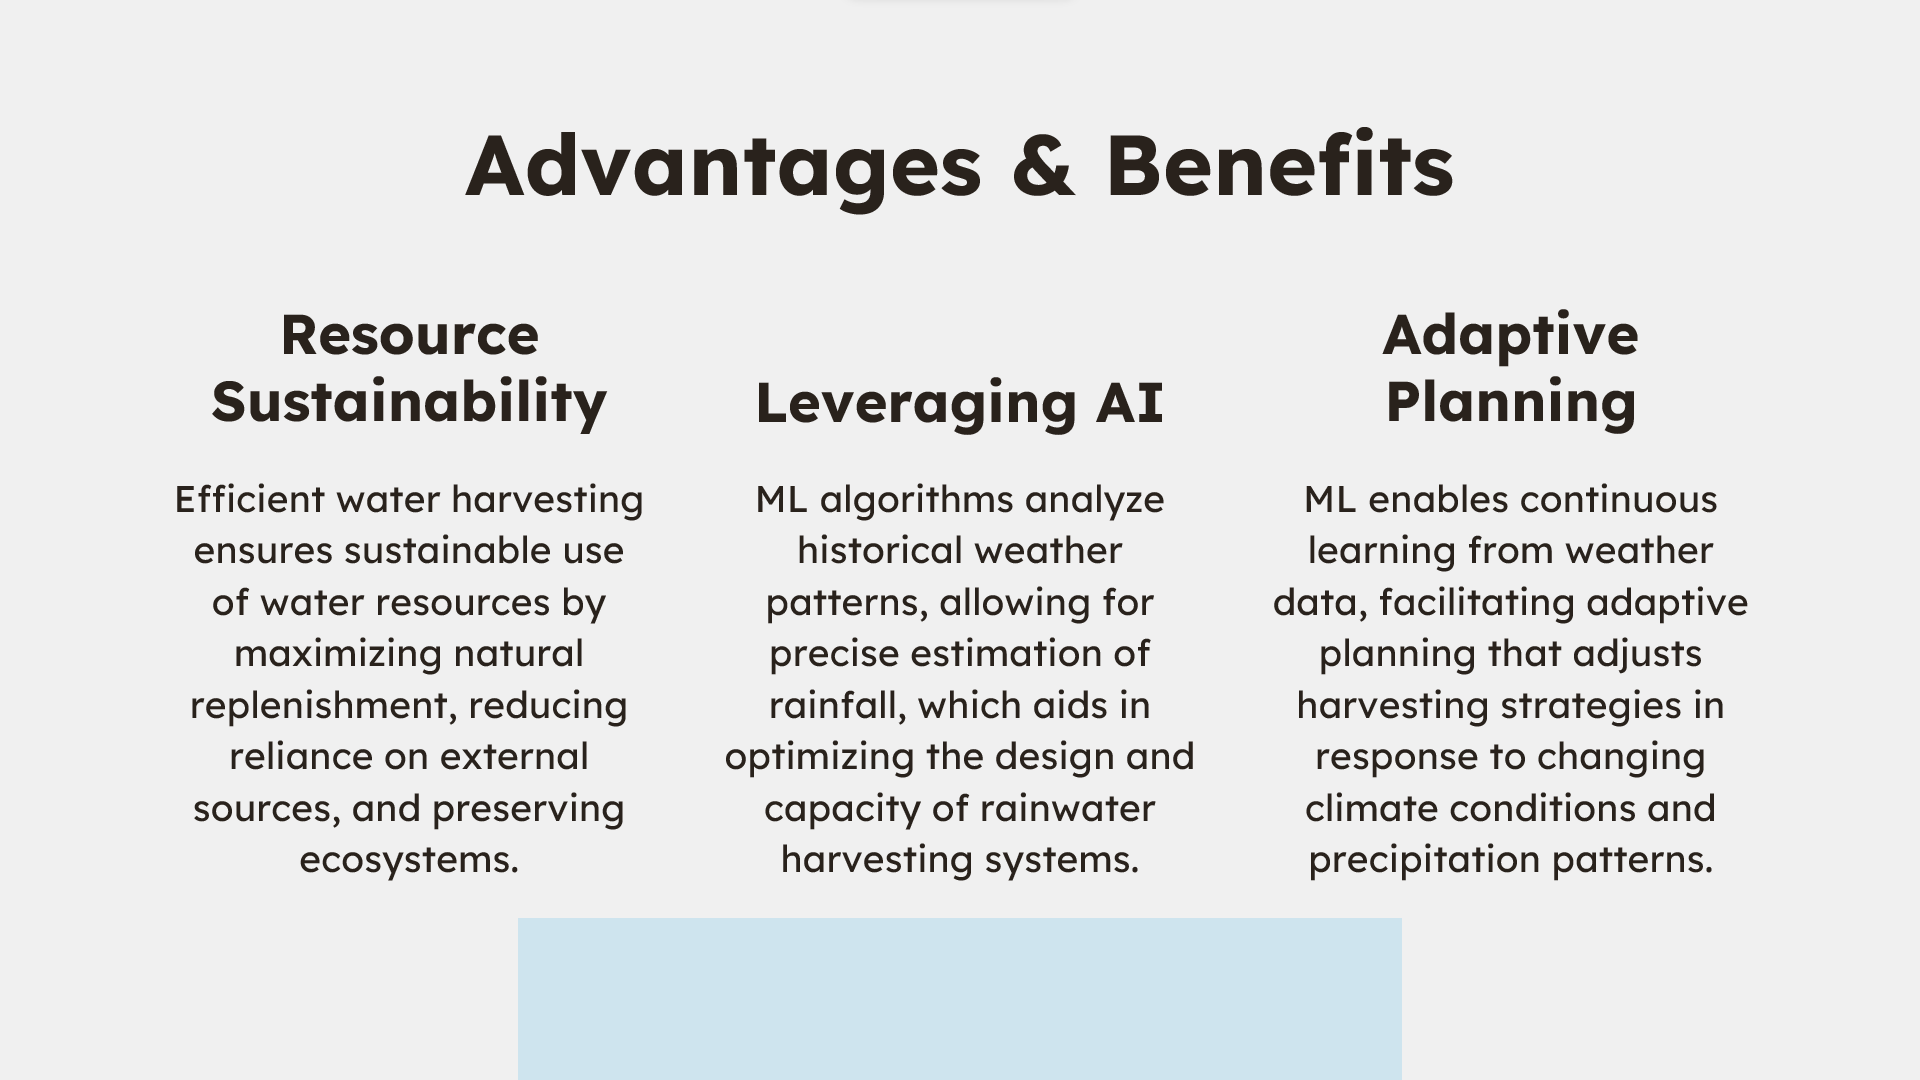 Advantages & Benefits
Resource
Sustainability
Efficient water harvesting
ensures sustainable use
of water resources by
maximizing natural
replenishment, reducing
reliance on external
sources, and preserving
ecosystems.
Leveraging AI
ML algorithms analyze
historical weather
patterns, allowing for
precise estimation of
rainfall, which aids in
optimizing the design and
capacity of rainwater
harvesting systems.
Adaptive
Planning
ML enables continuous
learning from weather
data, facilitating adaptive
planning that adjusts
harvesting strategies in
response to changing
climate conditions and
precipitation patterns.